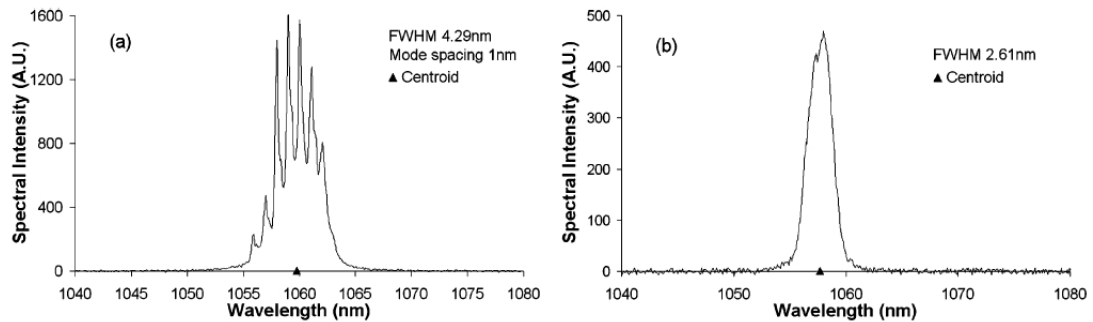 (a)
FWHM 4.29nm
Mode spacing 1nm
▲ Centroid
Spectral Intensity (A.U.)
1600
1200
800
400
0
1040 1045 1050 1055 1060 1065 1070 1075 1080
Wavelength (nm)
(b)
FWHM 2.61nm
▲ Centroid
Spectral Intensity (A.U.)
500
400
300
200
100
0
1040 1050 1060 1070 1080
Wavelength (nm)